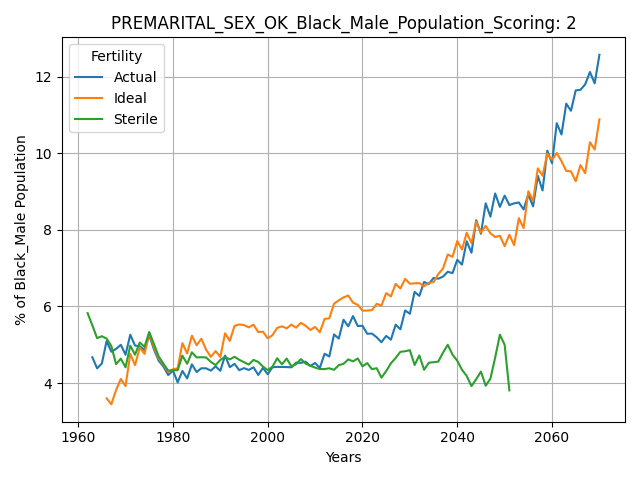 PREMARITAL_SEX_OK_Black_Male_Population_Scoring: 2
Fertility
Actual
Ideal
Sterile
% of Black_Male Population
12
10
8
6
4
1960
1980
2000
2020
2040
2060
Years